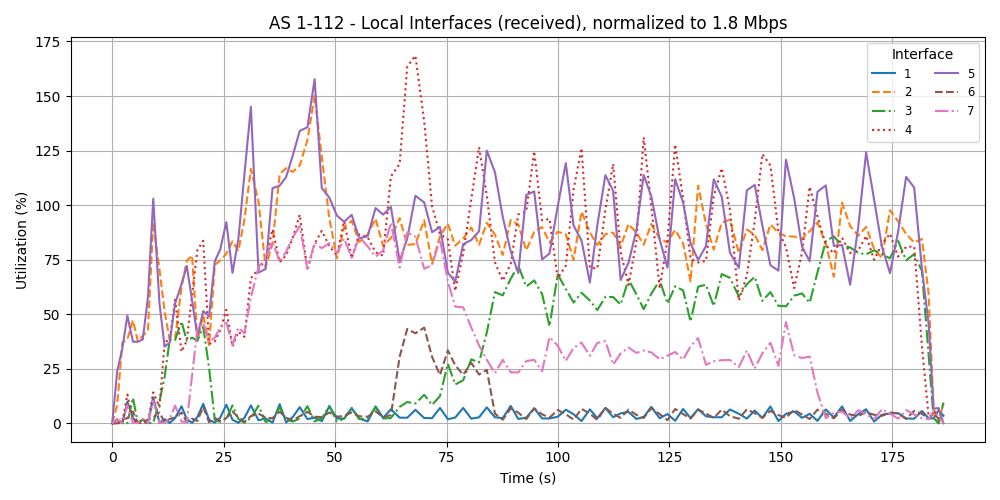 AS 1-112 - Local Interfaces (received), normalized to 1.8 Mbps
175
150
125
100
75
50
25
0
Utilization (%)
0 25 50 75 100 125 150 175
Time (s)
Interface
1 5
2 6
3 7
4